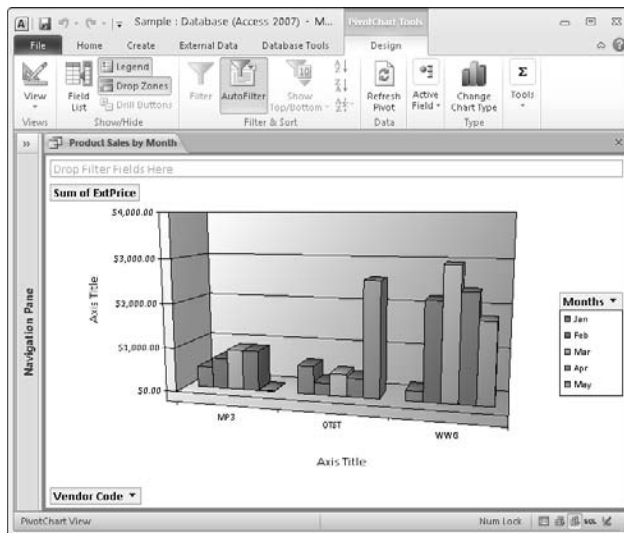 Sample : Database (Access 2007) - M...
PivotChart Tools
File Home Create External Data Database Tools Design
View
Field List
Legend
Drop Zones
Drill Buttons
Filter
AutoFilter
Show Top/Bottom
Refresh Pivot
Active Field
Change Chart Type
Σ
Tools
Views Show/Hide Filter & Sort Data Type
Product Sales by Month
Drop Filter Fields Here
Sum of ExtPrice
$4,000.00
$3,000.00
$2,000.00
$1,000.00
$0.00
Axis Title
MP3 OTST WWG
Axis Title
Months
Jan
Feb
Mar
Apr
May
Navigation Pane
Vendor Code
PivotChart View
Num Lock
SQL